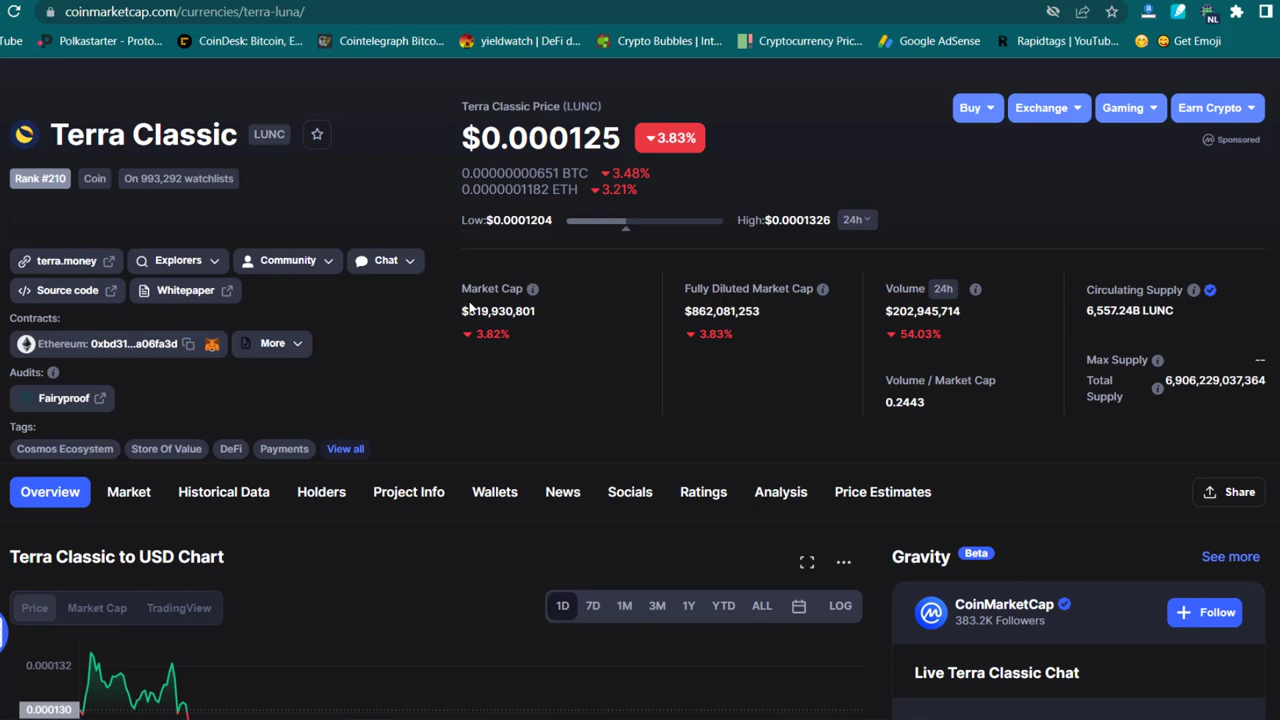 coinmarketcap.com/currencies/terra-luna/
NL
Tube
Polkastarter - Proto...
CoinDesk: Bitcoin, E...
Cointelegraph Bitco...
yieldwatch | DeFi d...
Crypto Bubbles | Int...
Cryptocurrency Pric...
Google AdSense
Rapidtags | YouTub...
😋 Get Emoji
Terra Classic
LUNC
Rank #210
Coin
On 993,292 watchlists
Terra Classic Price (LUNC)
$0.000125
3.83%
0.00000000651 BTC
3.48%
0.0000001182 ETH
3.21%
Low:$0.0001204
High:$0.0001326
24h
Buy
Exchange
Gaming
Earn Crypto
Sponsored
terra.money
Explorers
Community
Chat
Source code
Whitepaper
Contracts:
Ethereum: 0xbd31...a06fa3d
More
Audits:
Fairyproof
Tags:
Cosmos Ecosystem
Store Of Value
DeFi
Payments
View all
Market Cap
3.82%
Fully Diluted Market Cap
$862,081,253
3.83%
Volume 24h
$202,945,714
54.03%
Volume / Market Cap
0.2443
Circulating Supply
6,557.24B LUNC
Max Supply
--
Total Supply
6,906,229,037,364
Overview
Market
Historical Data
Holders
Project Info
Wallets
News
Socials
Ratings
Analysis
Price Estimates
Share
Terra Classic to USD Chart
Price
Market Cap
TradingView
1D
7D
1M
3M
1Y
YTD
ALL
LOG
0.000132
0.000130
Gravity
Beta
See more
CoinMarketCap
383.2K Followers
+ Follow
Live Terra Classic Chat